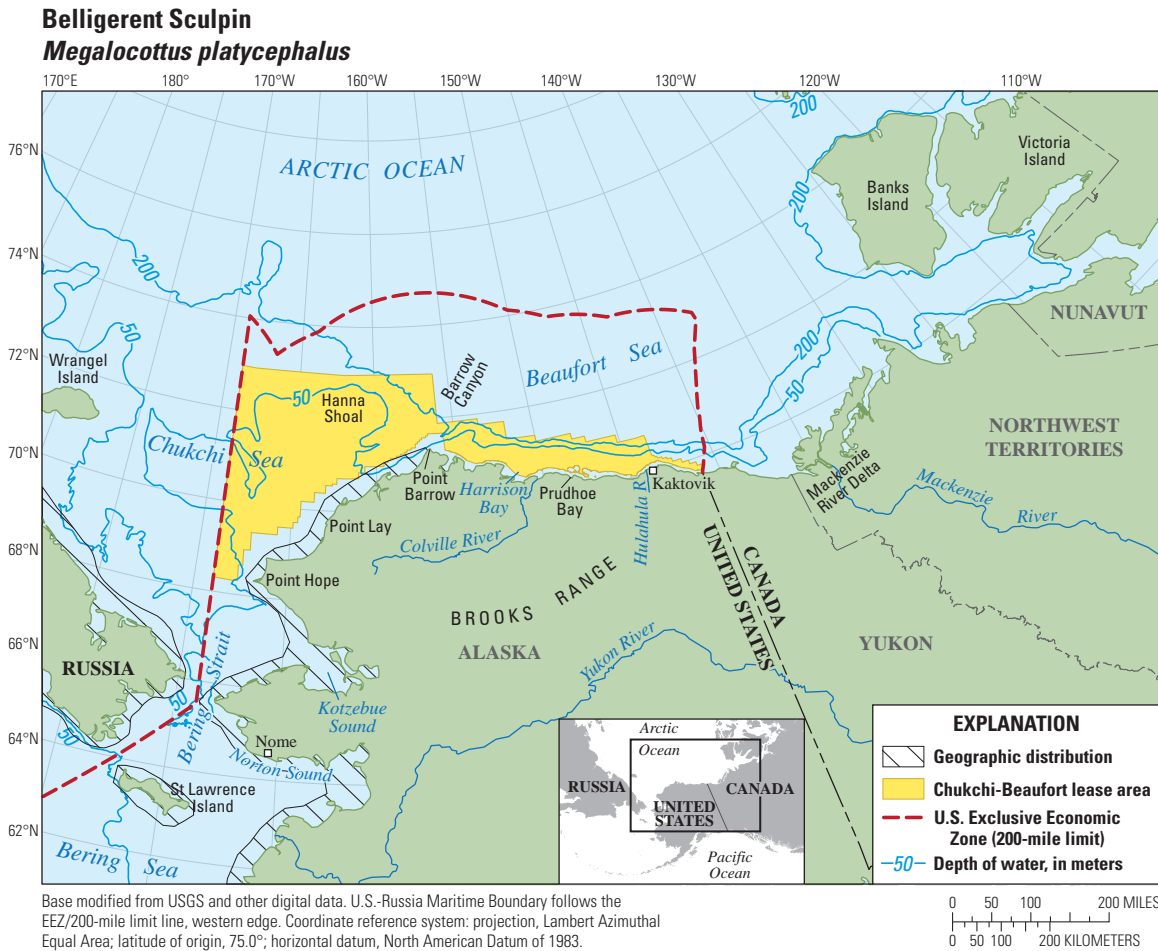 Belligerent Sculpin
Megalocottus platycephalus
170°E
180°
170°W
160°W
150°W
140°W
130°W
120°W
110°W
76°N
74°N
72°N
70°N
68°N
66°N
64°N
62°N
ARCTIC OCEAN
200
200
200
200
50
50
50
50
50
Victoria
Island
Banks
Island
NUNAVUT
Wrangel
Island
Beaufort Sea
Barrow
Canyon
Hanna
Shoal
Chukchi Sea
NORTHWEST
TERRITORIES
Point
Barrow
Harrison
Bay
Prudhoe
Bay
Hulahula R.
Kaktovik
Mackenzie
River Delta
Mackenzie
River
Point Lay
Colville River
Point Hope
BROOKS RANGE
CANADA
UNITED STATES
ALASKA
YUKON
Yukon River
RUSSIA
Bering Strait
Kotzebue
Sound
Nome
Norton Sound
St Lawrence
Island
Bering Sea
Arctic
Ocean
RUSSIA
UNITED
STATES
CANADA
Pacific
Ocean
EXPLANATION
Geographic distribution
Chukchi-Beaufort lease area
U.S. Exclusive Economic
Zone (200-mile limit)
50 Depth of water, in meters
Base modified from USGS and other digital data. U.S.-Russia Maritime Boundary follows the
EEZ/200-mile limit line, western edge. Coordinate reference system: projection, Lambert Azimuthal
Equal Area; latitude of origin, 75.0°; horizontal datum, North American Datum of 1983.
0 50 100 200 MILES
0 50 100 200 KILOMETERS